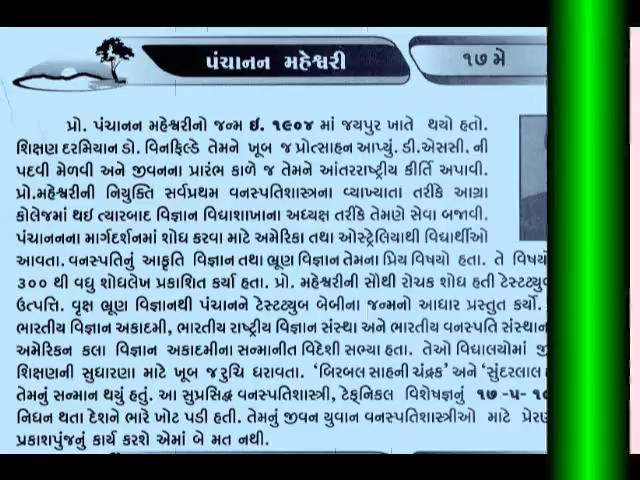 પંચાનન મહેશ્વરી
૧૭ મે
પ્રો. પંચાનન મહેશ્વરીનો જન્મ ઇ. ૧૯૦૪ માં જયપુર ખાતે થયો હતો.
શિક્ષણ દરમિયાન ડો. વિનફિલ્ડે તેમને ખૂબ જ પ્રોત્સાહન આપ્યું. ડી.એસસી. ની
પદવી મેળવી અને જીવનના પ્રારંભ કાળે જ તેમને આંતરરાષ્ટ્રીય કીર્તિ અપાવી.
પ્રો.મહેશ્વરીની નિયુક્તિ સર્વપ્રથમ વનસ્પતિશાસ્ત્રના વ્યાખ્યાતા તરીકે આગ્રા
કોલેજમાં થઇ ત્યારબાદ વિજ્ઞાન વિદ્યાશાખાના અધ્યક્ષ તરીકે તેમણે સેવા બજાવી.
પંચાનનના માર્ગદર્શનમાં શોધ કરવા માટે અમેરિકા તથા ઓસ્ટ્રેલિયાથી વિદ્યાર્થીઓ
આવતા. વનસ્પતિનું આકૃતિ વિજ્ઞાન તથા ભ્રૂણ વિજ્ઞાન તેમના પ્રિય વિષયો હતા. તે
૩૦૦ થી વધુ શોધલેખ પ્રકાશિત કર્યા હતા. પ્રો. મહેશ્વરીની સૌથી રોચક શોધ હતી
ઉત્પત્તિ. વૃક્ષ ભ્રૂણ વિજ્ઞાનથી પંચાનને ટેસ્ટટ્યુબ બેબીના જન્મનો આધાર પ્રસ્તુત કર્યો.
ભારતીય વિજ્ઞાન અકાદમી, ભારતીય રાષ્ટ્રીય વિજ્ઞાન સંસ્થા અને ભારતીય વનસ્પતિ
અમેરિકન કલા વિજ્ઞાન અકાદમીના સન્માનીત વિદેશી સભ્યા હતા. તેઓ વિદ્યાલયોમાં
શિક્ષણની સુધારણા માટે ખૂબ જ રુચિ ધરાવતા. ‘બિરબલ સાહની ચંદ્રક’ અને ‘સુંદરલાલ
તેમનું સન્માન થયું હતું. આ સુપ્રસિદ્ધ વનસ્પતિશાસ્ત્રી, ટેક્નિકલ વિશેષજ્ઞનું ૧૭ -૫-
નિધન થતા દેશને ભારે ખોટ પડી હતી. તેમનું જીવન યુવાન વનસ્પતિશાસ્ત્રીઓ માટે
પ્રકાશપુંજનું કાર્ય કરશે એમાં બે મત નથી.